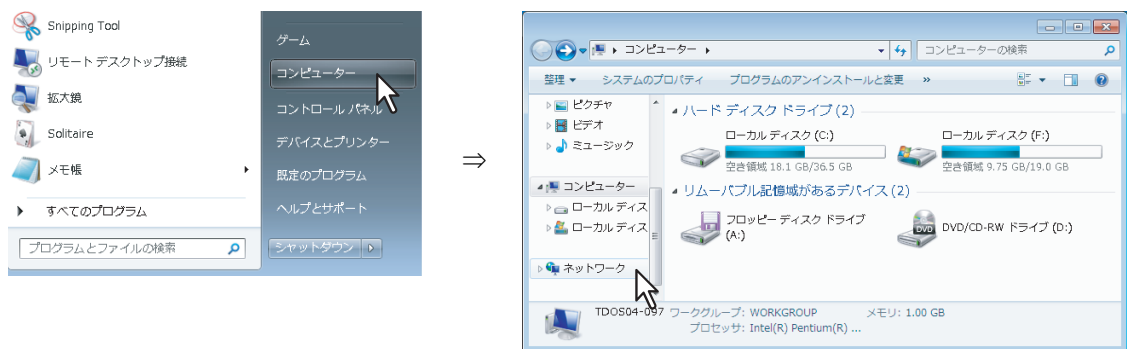 Snipping Tool
リモート デスクトップ接続
拡大鏡
Solitaire
メモ帳
すべてのプログラム
プログラムとファイルの検索
ゲーム
コンピューター
コントロール パネル
デバイスとプリンター
既定のプログラム
ヘルプとサポート
シャットダウン
⇒
コンピューター
コンピューターの検索
整理 システムのプロパティ プログラムのアンインストールと変更 »
ピクチャ
ビデオ
ミュージック
コンピューター
ローカル ディス
ローカル ディス
ネットワーク
ハード ディスク ドライブ (2)
ローカル ディスク (C:)
空き領域 18.1 GB/36.5 GB
ローカル ディスク (F:)
空き領域 9.75 GB/19.0 GB
リムーバブル記憶域があるデバイス (2)
フロッピー ディスク ドライブ
(A:)
DVD
DVD/CD-RW ドライブ (D:)
TDOS04-097 ワークグループ: WORKGROUP メモリ: 1.00 GB
プロセッサ: Intel(R) Pentium(R) ...